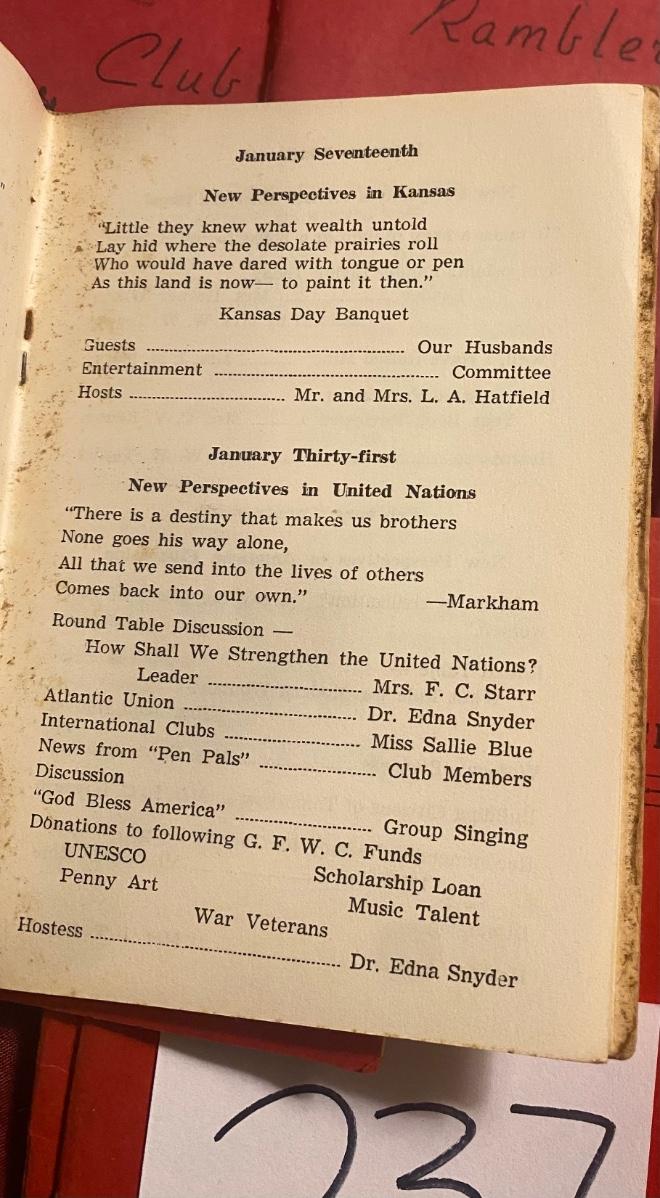 Club
Rambler
January Seventeenth
New Perspectives in Kansas
"Little they knew what wealth untold
Lay hid where the desolate prairies roll
Who would have dared with tongue or pen
As this land is now— to paint it then."
Kansas Day Banquet
Guests ........ Our Husbands
Entertainment ........ Committee
Hosts ........ Mr. and Mrs. L. A. Hatfield
January Thirty-first
New Perspectives in United Nations
"There is a destiny that makes us brothers
None goes his way alone,
All that we send into the lives of others
Comes back into our own." —Markham
Round Table Discussion —
How Shall We Strengthen the United Nations?
Leader ........ Mrs. F. C. Starr
Atlantic Union ........ Dr. Edna Snyder
International Clubs ........ Miss Sallie Blue
News from "Pen Pals" ........ Club Members
Discussion
"God Bless America" ........ Group Singing
Donations to following G. F. W. C. Funds
UNESCO Scholarship Loan
Penny Art Music Talent
War Veterans
Hostess ........ Dr. Edna Snyder
237